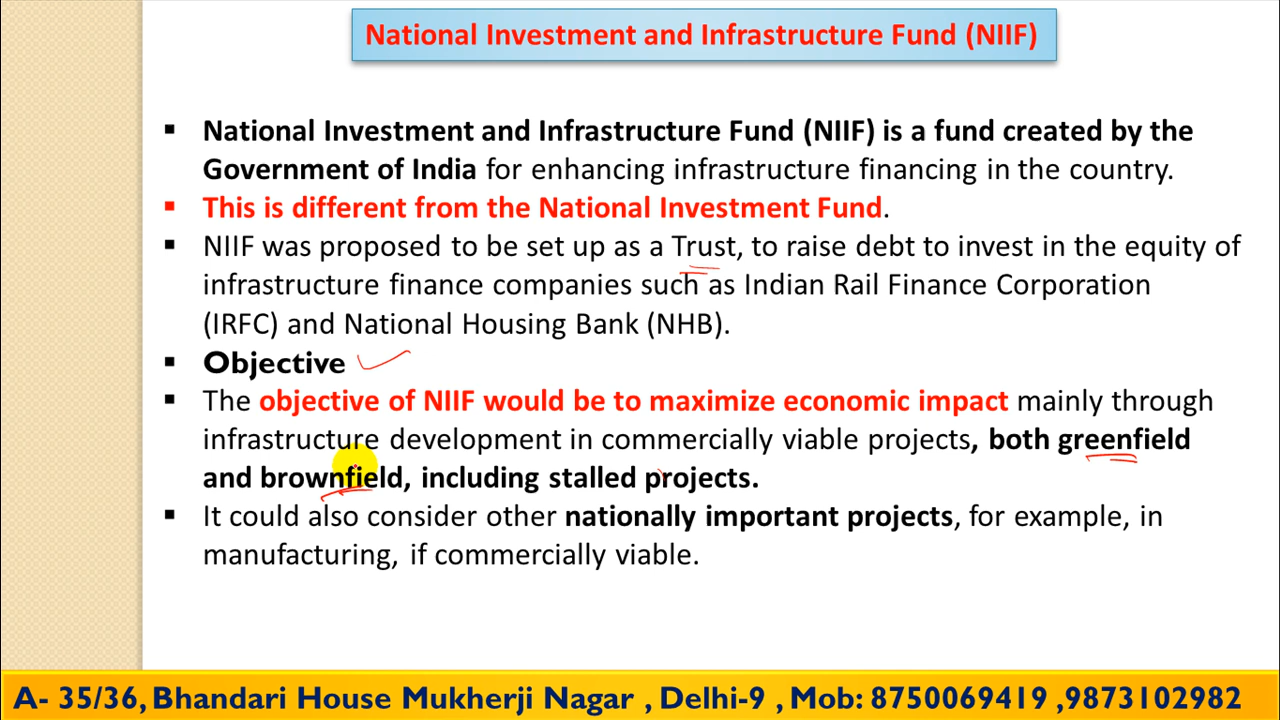 National Investment and Infrastructure Fund (NIIF)
▪ National Investment and Infrastructure Fund (NIIF) is a fund created by the
Government of India for enhancing infrastructure financing in the country.
▪ This is different from the National Investment Fund.
▪ NIIF was proposed to be set up as a Trust, to raise debt to invest in the equity of
infrastructure finance companies such as Indian Rail Finance Corporation
(IRFC) and National Housing Bank (NHB).
▪ Objective
▪ The objective of NIIF would be to maximize economic impact mainly through
infrastructure development in commercially viable projects, both greenfield
and brownfield, including stalled projects.
▪ It could also consider other nationally important projects, for example, in
manufacturing, if commercially viable.
A- 35/36, Bhandari House Mukherji Nagar , Delhi-9 , Mob: 8750069419 ,9873102982